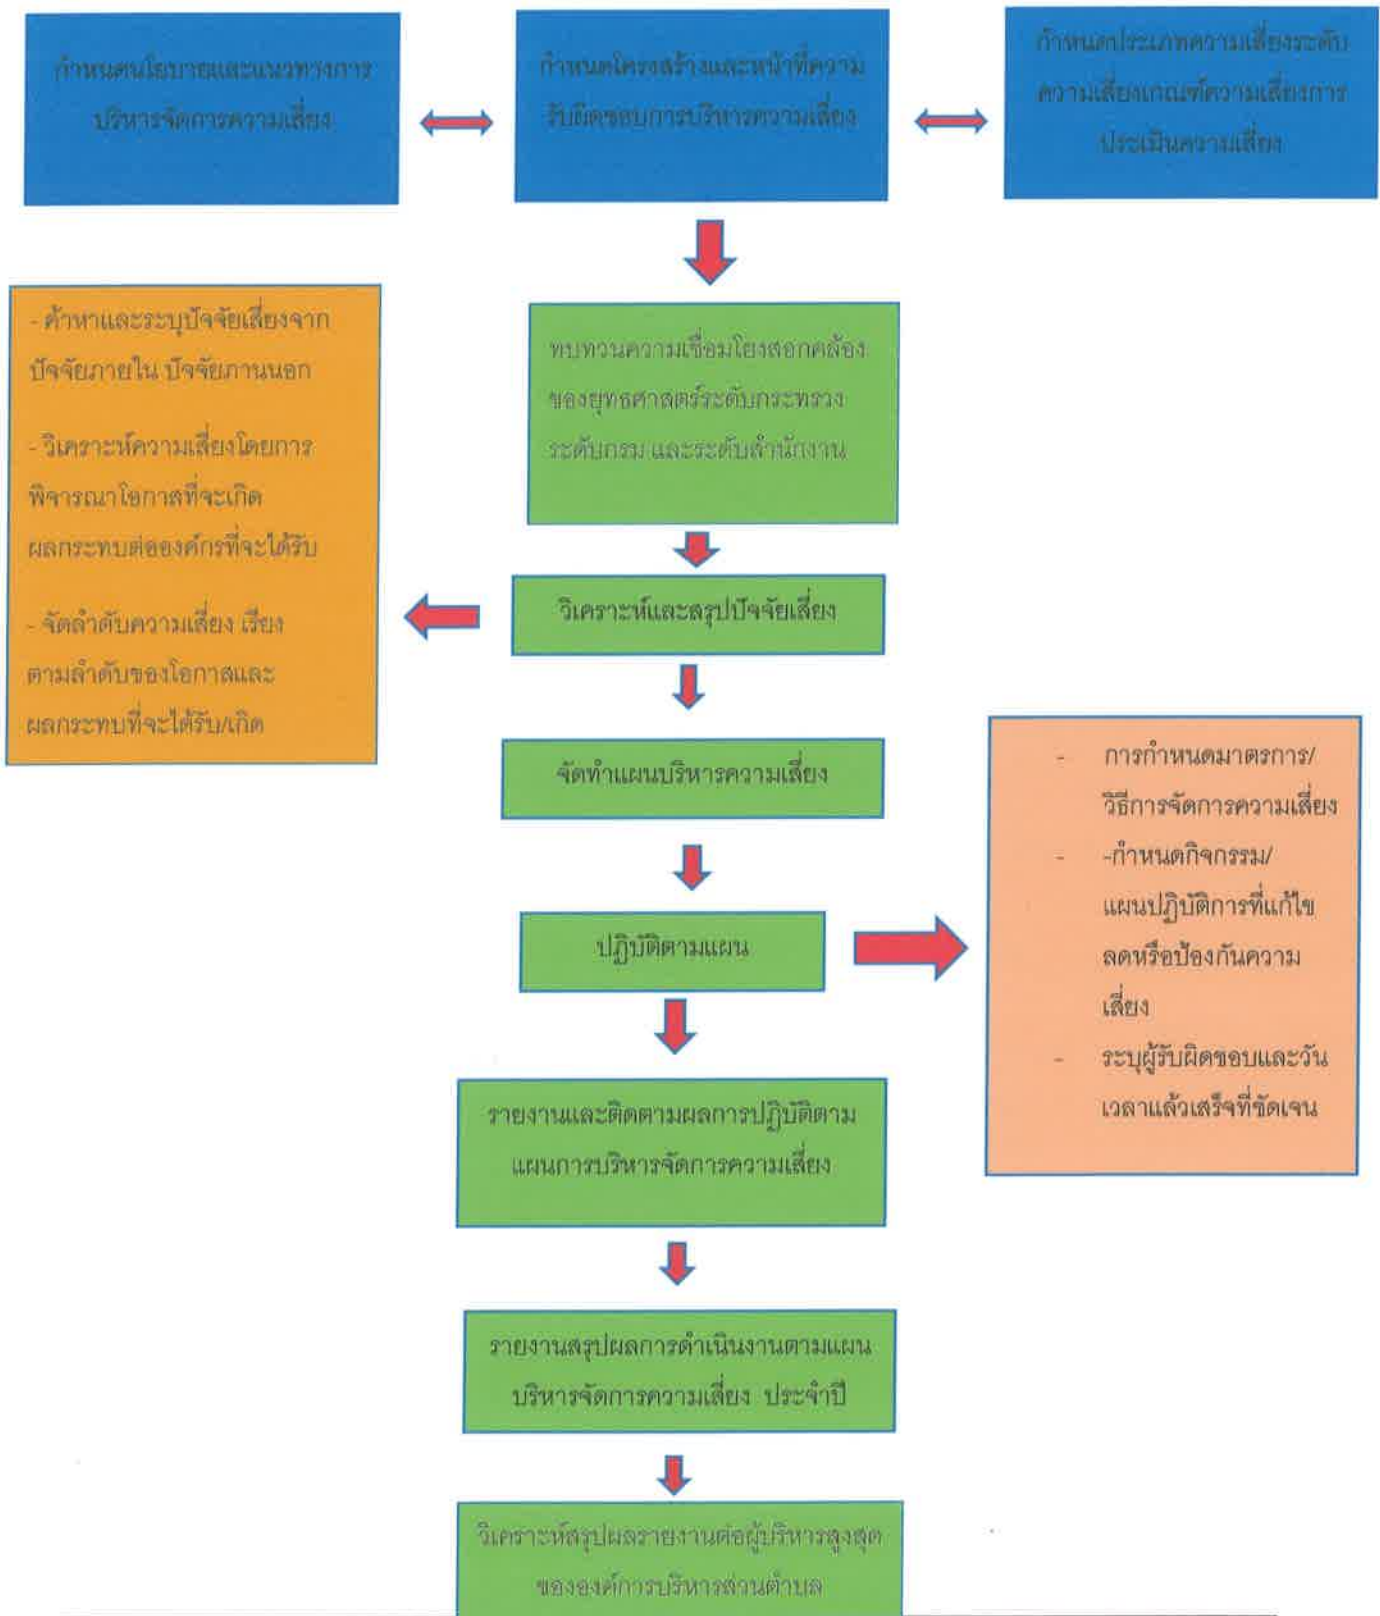 กำหนดนโยบายและแนวทางการ
บริหารจัดการความเสี่ยง
กำหนดโครงสร้างและหน้าที่ความ
รับผิดชอบการบริหารความเสี่ยง
กำหนดประเภทความเสี่ยงระดับ
ความเสี่ยงเกณฑ์ความเสี่ยงการ
ประเมินความเสี่ยง
- ค้าหาและระบุปัจจัยเสี่ยงจาก
ปัจจัยภายใน ปัจจัยภานนอก
- วิเคราะห์ความเสี่ยงโดยการ
พิจารณาโอกาสที่จะเกิด
ผลกระทบต่อองค์กรที่จะได้รับ
- จัดลำดับความเสี่ยง เรียง
ตามลำดับของโอกาสและ
ผลกระทบที่จะได้รับ/เกิด
ทบทวนความเชื่อมโยงสอกคล้อง
ของยุทธศาสตร์ระดับกระทรวง
ระดับกรม และระดับสำนักงาน
วิเคราะห์และสรุปปัจจัยเสี่ยง
จัดทำแผนบริหารความเสี่ยง
ปฏิบัติตามแผน
- การกำหนดมาตรการ/
วิธีการจัดการความเสี่ยง
- -กำหนดกิจกรรม/
แผนปฏิบัติการที่แก้ไข
ลดหรือป้องกันความ
เสี่ยง
- ระบุผู้รับผิดชอบและวัน
เวลาแล้วเสร็จที่ชัดเจน
รายงานและติดตามผลการปฏิบัติตาม
แผนการบริหารจัดการความเสี่ยง
รายงานสรุปผลการดำเนินงานตามแผน
บริหารจัดการความเสี่ยง ประจำปี
วิเคราะห์สรุปผลรายงานต่อผู้บริหารสูงสุด
ขององค์การบริหารส่วนตำบล